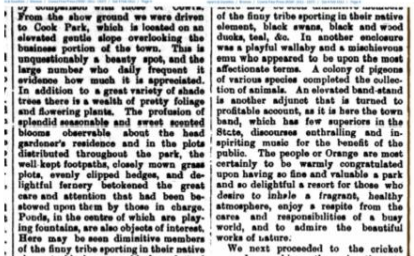 From the show ground we were driven
to Cook Park, which is located on an
elevated gentle slope overlocking the
business portion of the town. This is
unquestionably a beauty spot, and the
large number who daily frequent it
evidence how much it is appreciated.
In addition to a great variety of shade
trees there is a wealth of pretty foliage
and flowering plants. The profusion of
splendid seasonable and sweet scented
blooms observable about the head
gardener's residence and in the plots
distributed throughout the park, the
well-kept footpaths, closely mown grass
plots, evenly clipped hedges, and de-
lightful fernery betokened the great
care and attention that had been be-
stowed upon them by those in charge.
Ponds, in the centre of which are play-
ing fountains, are also objects of interest.
Here may be seen diminitive members
of the finny tribe sporting in their native
of the finny tribe sporting in their native
element, black swans, black and wood
ducks, teal, &c. In another enclosure
was a playful wallaby and a mischievous
emu who appeared to be upon the most
affectionate terms. A colony of pigeons
of various species completed the collec-
tion of animals. An elevated band-stand
is another adjunct that is turned to
profitable account, as it is here the town
band, which has few superiors in the
State, discourses enthralling and in-
spiriting music for the benefit of the
public. The people or Orange are most
certainly to be warmly congratulated
upon having so fine and valuable a park
and so delightful a resort for those who
desire to inhale a fragrant, healthy
atmosphere, enjoy a respite from the
cares and responsibilities of a busy
world, and to admire the beautiful
works of nature.
We next proceeded to the cricket